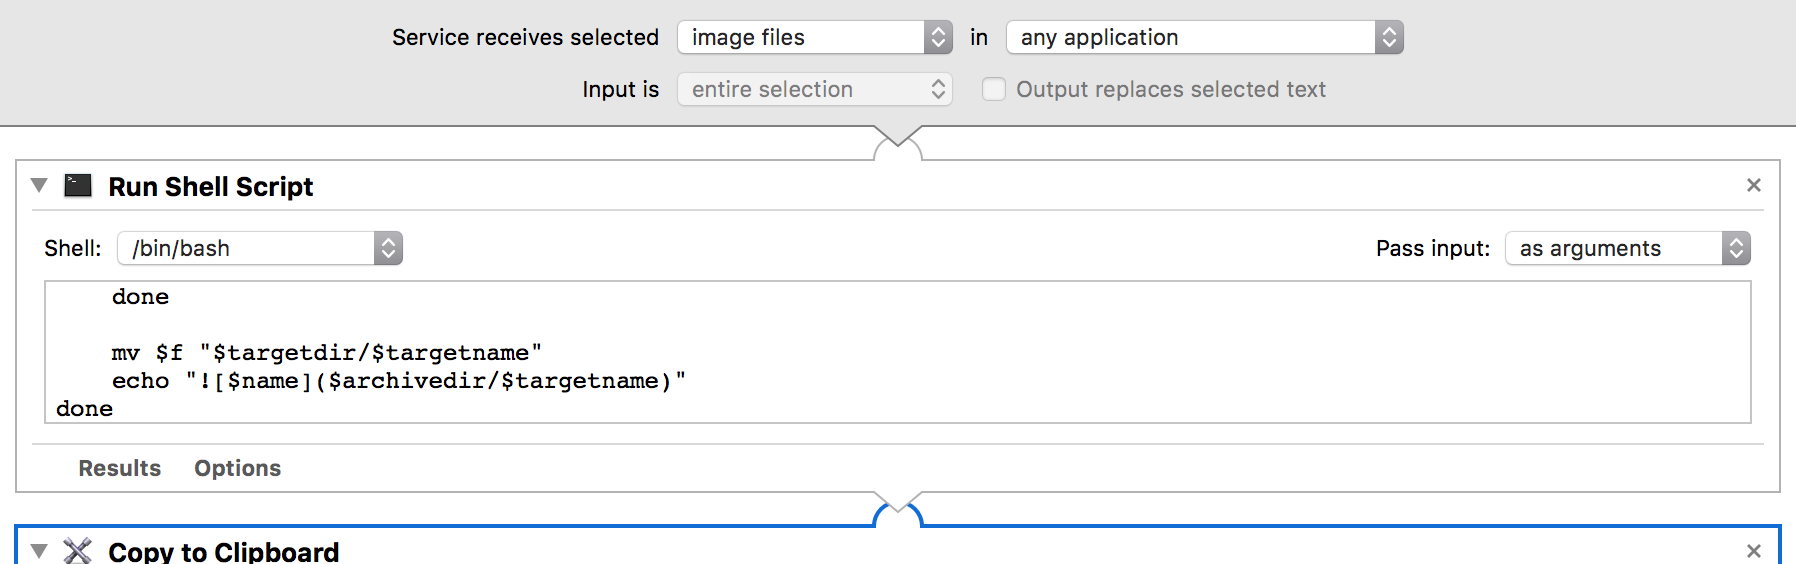 Service receives selected image files in any application
Input is entire selection Output replaces selected text
Run Shell Script
Shell: /bin/bash Pass input: as arguments
done
mv $f "$targetdir/$targetname"
echo "![$name]($archivedir/$targetname)"
done
Results Options
Copy to Clipboard